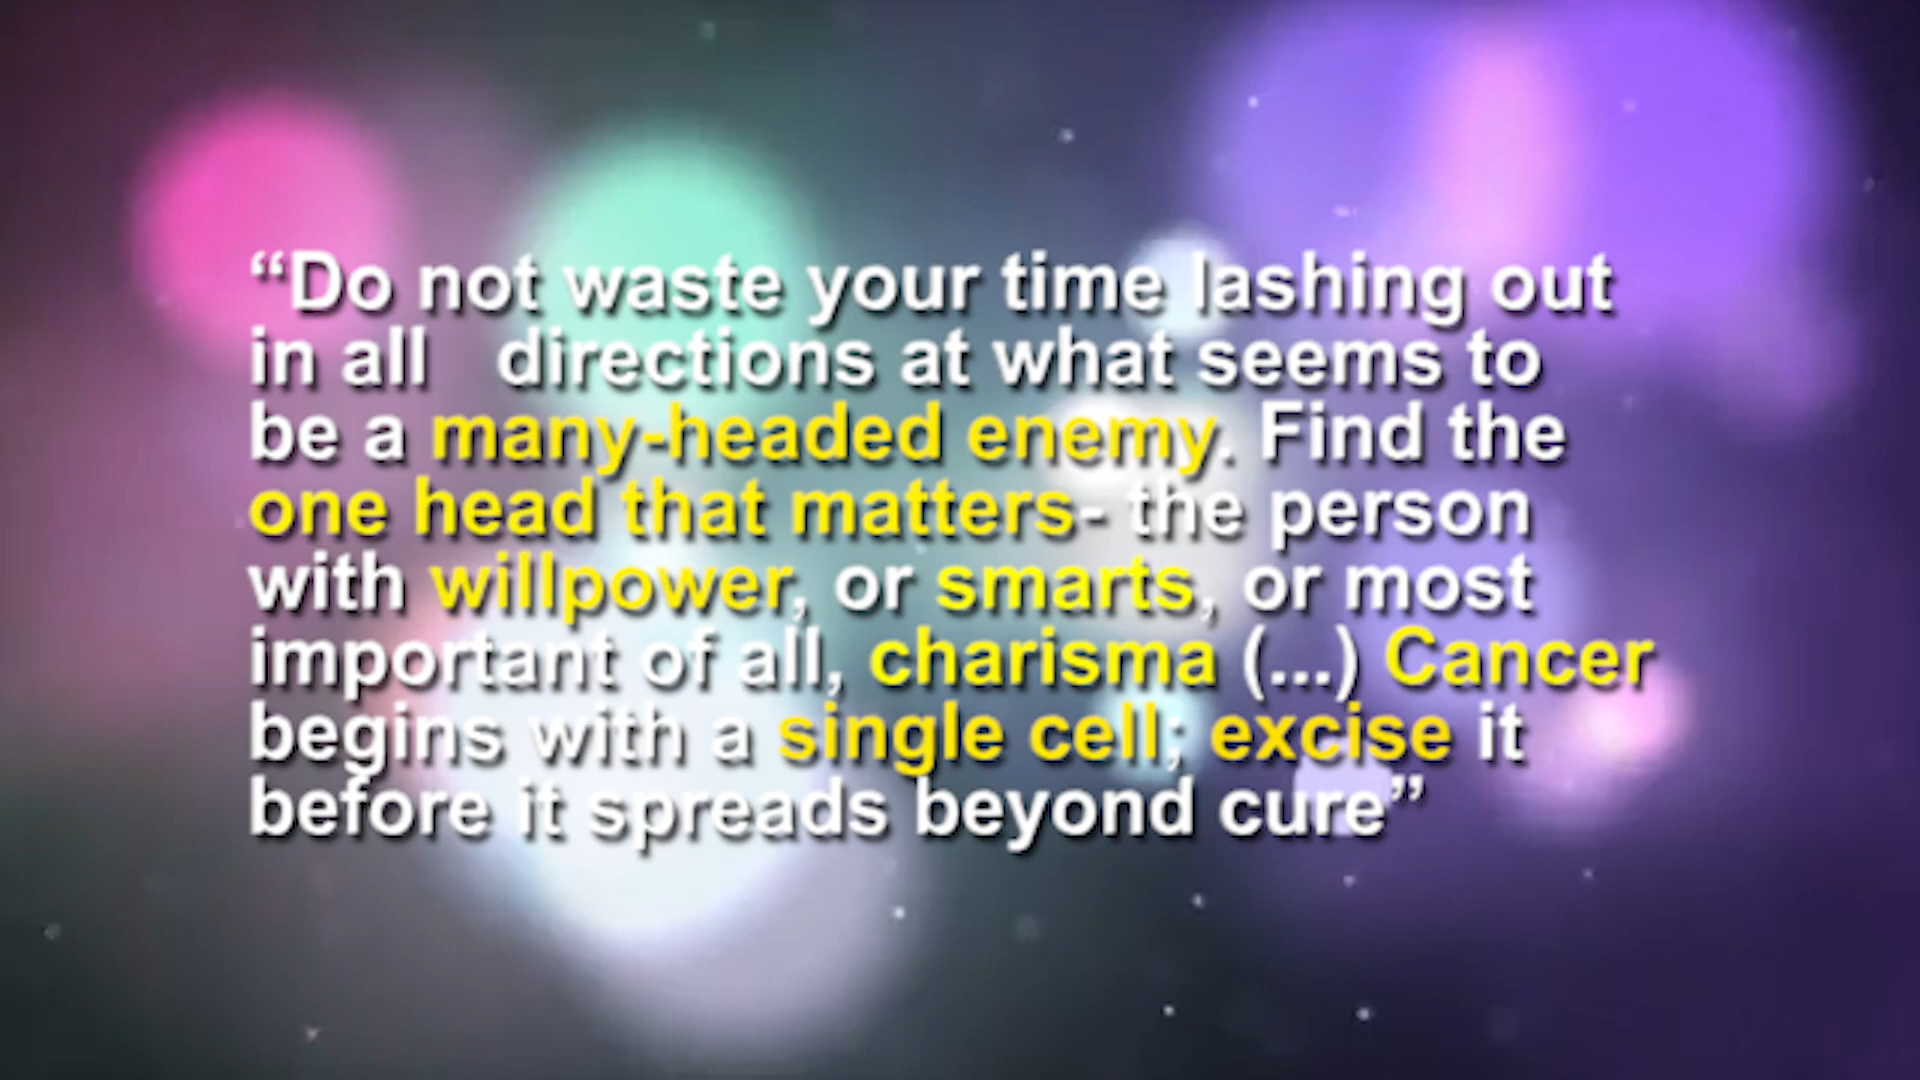 “Do not waste your time lashing out
in all   directions at what seems to
be a many-headed enemy. Find the
one head that matters- the person
with willpower, or smarts, or most
important of all, charisma (...) Cancer
begins with a single cell; excise it
before it spreads beyond cure”